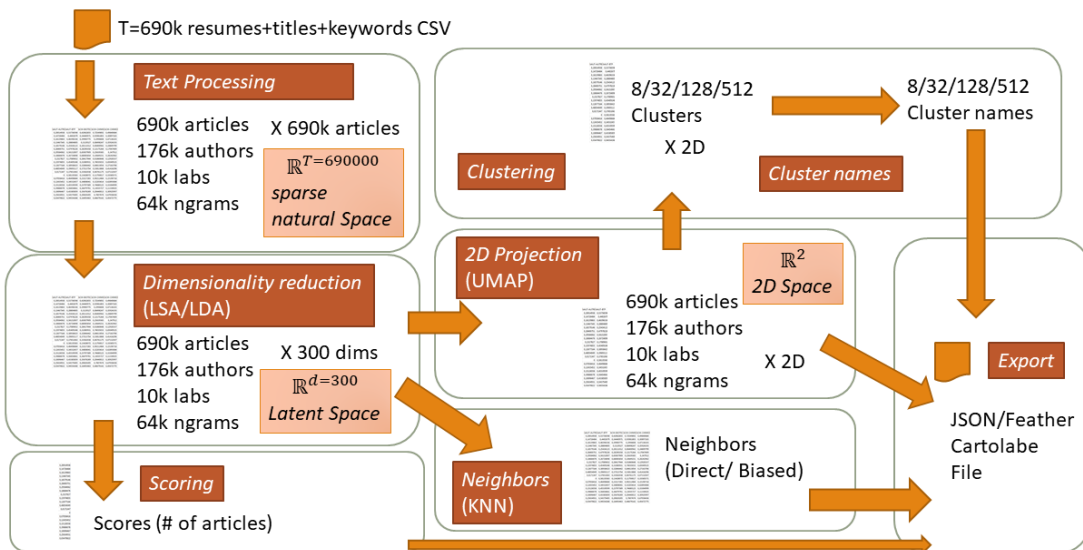 T=690k resumes+titles+keywords CSV
Text Processing
690k articles
176k authors
10k labs
64k ngrams
X 690k articles
ℝ^{T=690000}
sparse
natural Space
Dimensionality reduction
(LSA/LDA)
690k articles
176k authors
10k labs
64k ngrams
X 300 dims
ℝ^{d=300}
Latent Space
Scoring
Scores (# of articles)
8/32/128/512
Clusters
X 2D
8/32/128/512
Cluster names
Clustering
Cluster names
2D Projection
(UMAP)
ℝ^2
2D Space
690k articles
176k authors
10k labs
64k ngrams
X 2D
Neighbors
(KNN)
Neighbors
(Direct/ Biased)
Export
JSON/Feather
Cartolabe
File